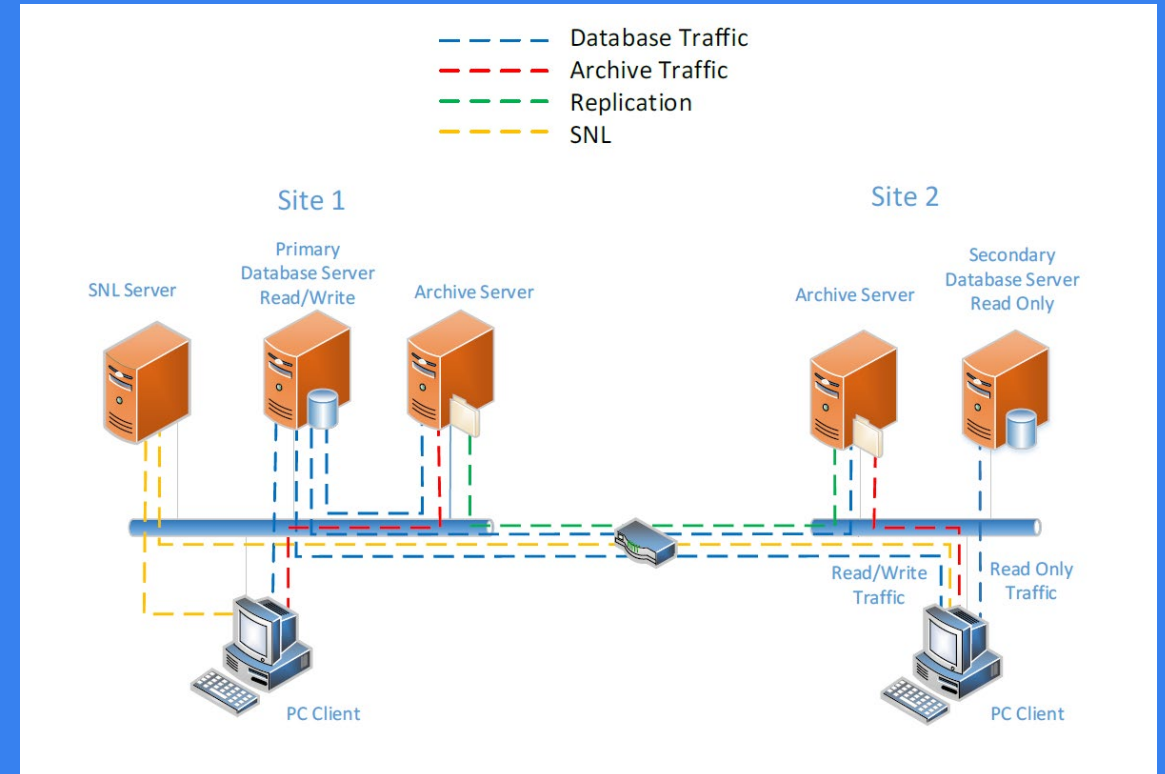 Database Traffic
Archive Traffic
Replication
SNL
Site 1
Site 2
SNL Server
Primary
Database Server
Read/Write
Archive Server
Archive Server
Secondary
Database Server
Read Only
Read/Write
Traffic
Read Only
Traffic
PC Client
PC Client